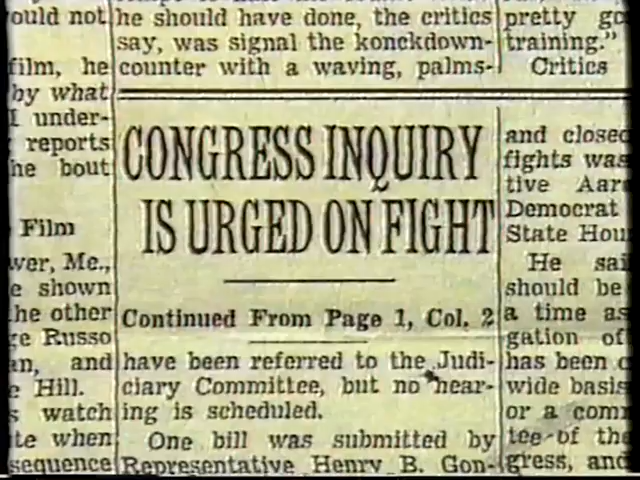 ould not
film, he
by what
I under-
reports
he bout
Film
wer, Me.,
e shown
he other
ge Russo
an, and
e Hill.
s watch
te when
sequence
he should have done, the critics
say, was signal the konckdown-
counter with a waving, palms-
CONGRESS INQUIRY
IS URGED ON FIGHT
Continued From Page 1, Col. 2
have been referred to the Judi-
ciary Committee, but no hear-
ing is scheduled.
One bill was submitted by
Representative Henry B. Gon-
pretty go
training."
Critics
and closed
fights was
tive Aar
Democrat
State Hou
He sai
should be
a time as
gation of
has been
wide basis
or a com
tee of the
gress, and